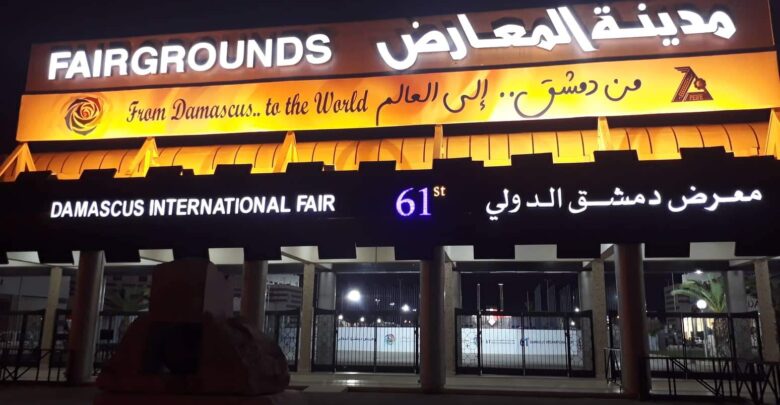 FAIRGROUNDS مدينة المعارض
From Damascus.. to the World من دمشق .. إلى العالم
DAMASCUS INTERNATIONAL FAIR 61st معرض دمشق الدولي